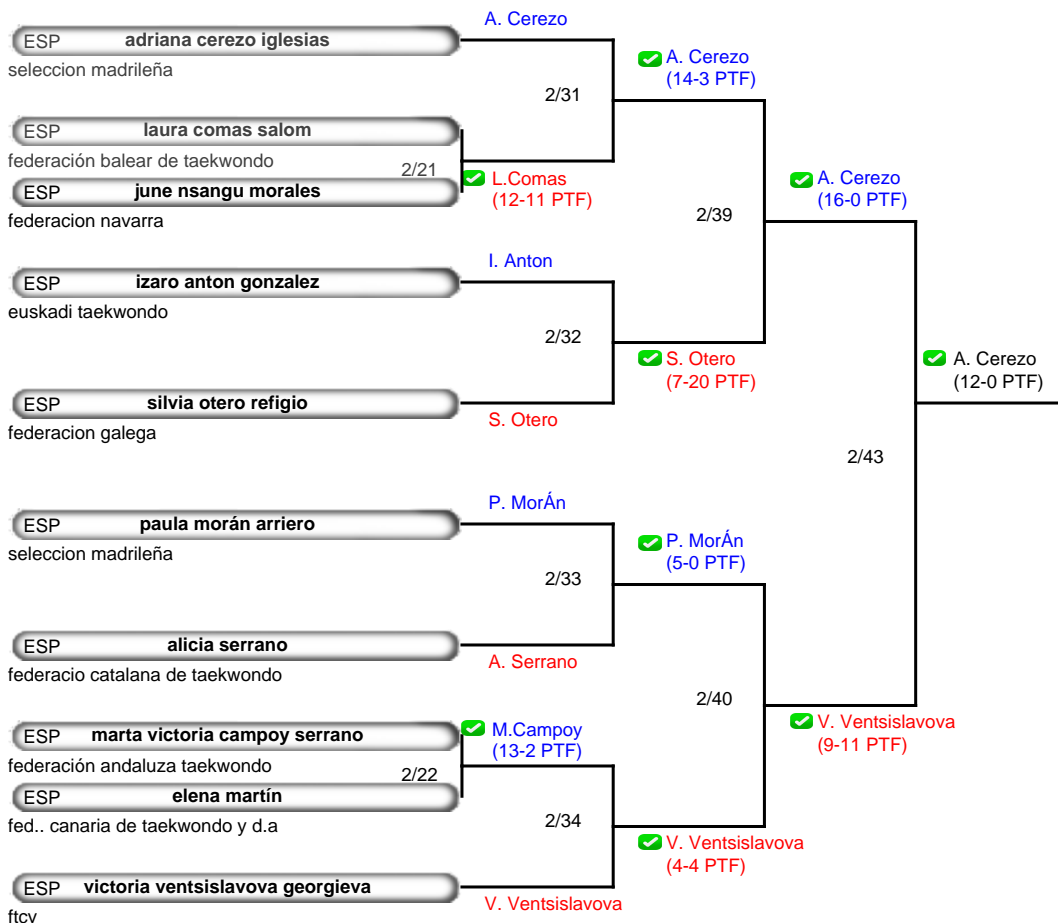 A. Cerezo
ESP adriana cerezo iglesias
seleccion madrileña
A. Cerezo
(14-3 PTF)
2/31
ESP laura comas salom
federación balear de taekwondo
2/21
L.Comas
(12-11 PTF)
ESP june nsangu morales
federacion navarra
A. Cerezo
(16-0 PTF)
2/39
I. Anton
ESP izaro anton gonzalez
euskadi taekwondo
2/32
S. Otero
(7-20 PTF)
A. Cerezo
(12-0 PTF)
ESP silvia otero refigio
federacion galega
S. Otero
2/43
P. MorÁn
ESP paula morán arriero
seleccion madrileña
P. MorÁn
(5-0 PTF)
2/33
ESP alicia serrano
federacio catalana de taekwondo
A. Serrano
2/40
ESP marta victoria campoy serrano
federación andaluza taekwondo
2/22
M.Campoy
(13-2 PTF)
V. Ventsislavova
(9-11 PTF)
ESP elena martín
fed.. canaria de taekwondo y d.a
2/34
V. Ventsislavova
(4-4 PTF)
ESP victoria ventsislavova georgieva
ftcv
V. Ventsislavova